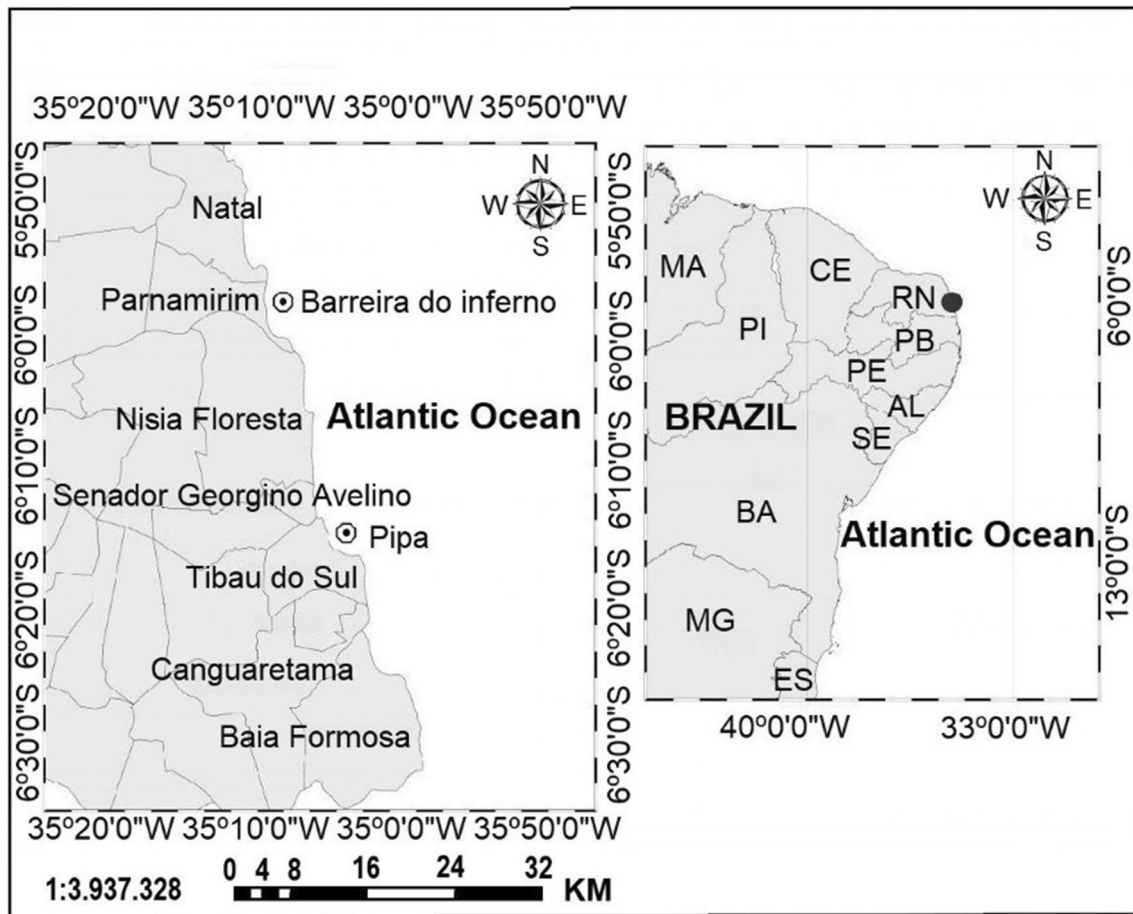 35º20'0"W 35º10'0"W 35º0'0"W 35º50'0"W
5º50'0"S
6º0'0"S
6º10'0"S
6º20'0"S
6º30'0"S
N
W E
S
Natal
Parnamirim
Barreira do inferno
Nisia Floresta
Atlantic Ocean
Senador Georgino Avelino
Pipa
Tibau do Sul
Canguaretama
Baia Formosa
35º20'0"W 35º10'0"W 35º0'0"W 35º50'0"W
1:3.937.328
0 4 8 16 24 32
KM
5º50'0"S
6º0'0"S
6º10'0"S
6º20'0"S
6º30'0"S
N
W E
S
MA
CE
RN
PI
PB
PE
AL
BRAZIL
SE
BA
Atlantic Ocean
MG
ES
6º0'0"S
13º0'0"S
40º0'0"W 33º0'0"W